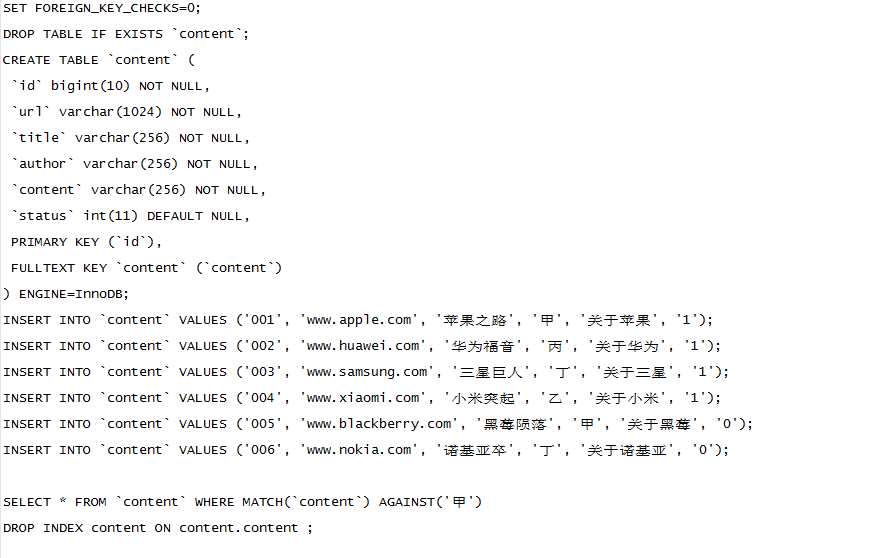 SET FOREIGN_KEY_CHECKS=0;
DROP TABLE IF EXISTS `content`;
CREATE TABLE `content` (
`id` bigint(10) NOT NULL,
`url` varchar(1024) NOT NULL,
`title` varchar(256) NOT NULL,
`author` varchar(256) NOT NULL,
`content` varchar(256) NOT NULL,
`status` int(11) DEFAULT NULL,
PRIMARY KEY (`id`),
FULLTEXT KEY `content` (`content`)
) ENGINE=InnoDB;
INSERT INTO `content` VALUES ('001', 'www.apple.com', '苹果之路', '甲', '关于苹果', '1');
INSERT INTO `content` VALUES ('002', 'www.huawei.com', '华为福音', '丙', '关于华为', '1');
INSERT INTO `content` VALUES ('003', 'www.samsung.com', '三星巨人', '丁', '关于三星', '1');
INSERT INTO `content` VALUES ('004', 'www.xiaomi.com', '小米突起', '乙', '关于小米', '1');
INSERT INTO `content` VALUES ('005', 'www.blackberry.com', '黑莓陨落', '甲', '关于黑莓', '0');
INSERT INTO `content` VALUES ('006', 'www.nokia.com', '诺基亚卒', '丁', '关于诺基亚', '0');
SELECT * FROM `content` WHERE MATCH(`content`) AGAINST('甲')
DROP INDEX content ON content.content ;